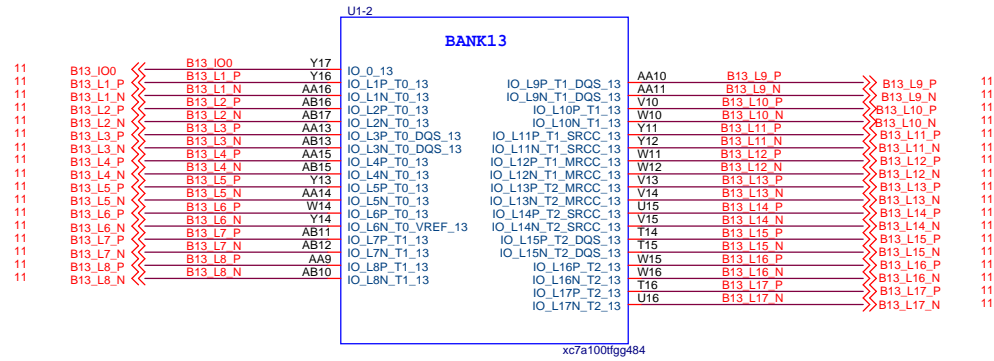 U1-2
BANK13
11 B13_IO0 B13_IO0 Y17 IO_0_13
11 B13_L1_P B13_L1_P Y16 IO_L1P_T0_13
11 B13_L1_N B13_L1_N AA16 IO_L1N_T0_13
11 B13_L2_P B13_L2_P AB16 IO_L2P_T0_13
11 B13_L2_N B13_L2_N AB17 IO_L2N_T0_13
11 B13_L3_P B13_L3_P AA13 IO_L3P_T0_DQS_13
11 B13_L3_N B13_L3_N AB13 IO_L3N_T0_DQS_13
11 B13_L4_P B13_L4_P AA15 IO_L4P_T0_13
11 B13_L4_N B13_L4_N AB15 IO_L4N_T0_13
11 B13_L5_P B13_L5_P Y13 IO_L5P_T0_13
11 B13_L5_N B13_L5_N AA14 IO_L5N_T0_13
11 B13_L6_P B13_L6_P W14 IO_L6P_T0_13
11 B13_L6_N B13_L6_N Y14 IO_L6N_T0_VREF_13
11 B13_L7_P B13_L7_P AB11 IO_L7P_T1_13
11 B13_L7_N B13_L7_N AB12 IO_L7N_T1_13
11 B13_L8_P B13_L8_P AA9 IO_L8P_T1_13
11 B13_L8_N B13_L8_N AB10 IO_L8N_T1_13
IO_L9P_T1_DQS_13 AA10 B13_L9_P B13_L9_P 11
IO_L9N_T1_DQS_13 AA11 B13_L9_N B13_L9_N 11
IO_L10P_T1_13 V10 B13_L10_P B13_L10_P 11
IO_L10N_T1_13 W10 B13_L10_N B13_L10_N 11
IO_L11P_T1_SRCC_13 Y11 B13_L11_P B13_L11_P 11
IO_L11N_T1_SRCC_13 Y12 B13_L11_N B13_L11_N 11
IO_L12P_T1_MRCC_13 W11 B13_L12_P B13_L12_P 11
IO_L12N_T1_MRCC_13 W12 B13_L12_N B13_L12_N 11
IO_L13P_T2_MRCC_13 V13 B13_L13_P B13_L13_P 11
IO_L13N_T2_MRCC_13 V14 B13_L13_N B13_L13_N 11
IO_L14P_T2_SRCC_13 U15 B13_L14_P B13_L14_P 11
IO_L14N_T2_SRCC_13 V15 B13_L14_N B13_L14_N 11
IO_L15P_T2_DQS_13 T14 B13_L15_P B13_L15_P 11
IO_L15N_T2_DQS_13 T15 B13_L15_N B13_L15_N 11
IO_L16P_T2_13 W15 B13_L16_P B13_L16_P 11
IO_L16N_T2_13 W16 B13_L16_N B13_L16_N 11
IO_L17P_T2_13 T16 B13_L17_P B13_L17_P 11
IO_L17N_T2_13 U16 B13_L17_N B13_L17_N 11
xc7a100tfgg484